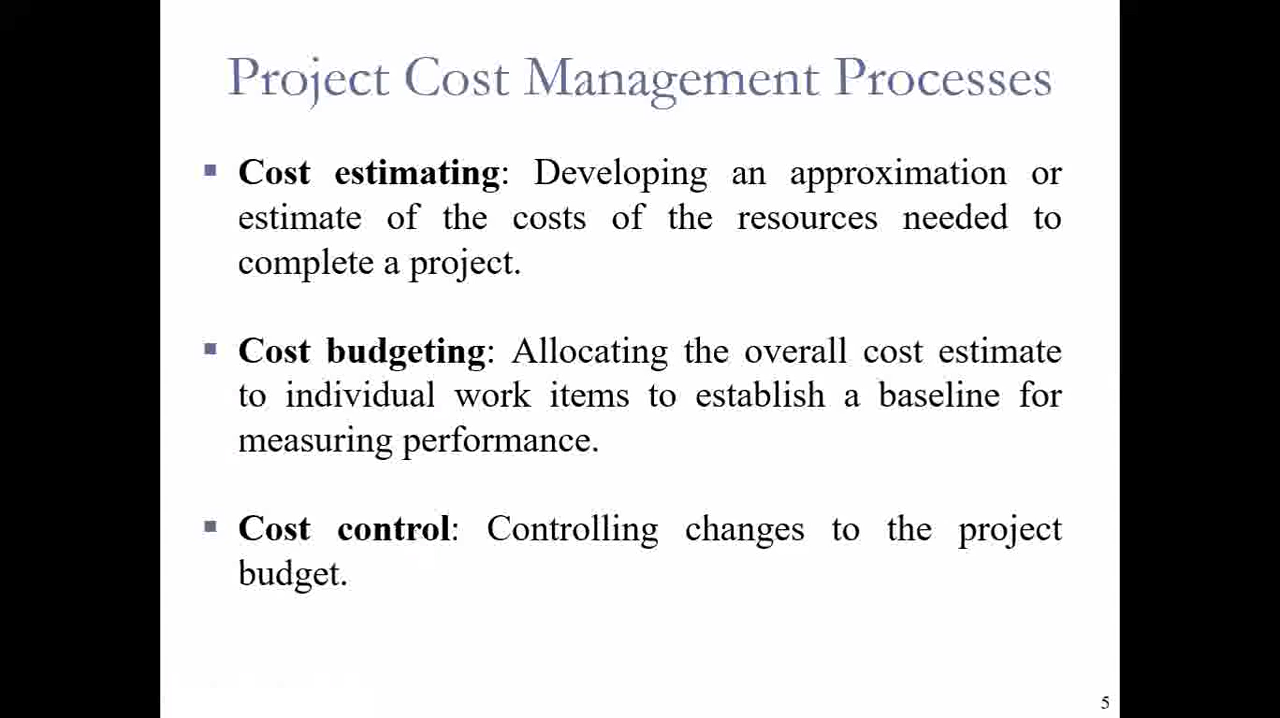 Project Cost Management Processes
▪ Cost estimating: Developing an approximation or
estimate of the costs of the resources needed to
complete a project.
▪ Cost budgeting: Allocating the overall cost estimate
to individual work items to establish a baseline for
measuring performance.
▪ Cost control: Controlling changes to the project
budget.
5